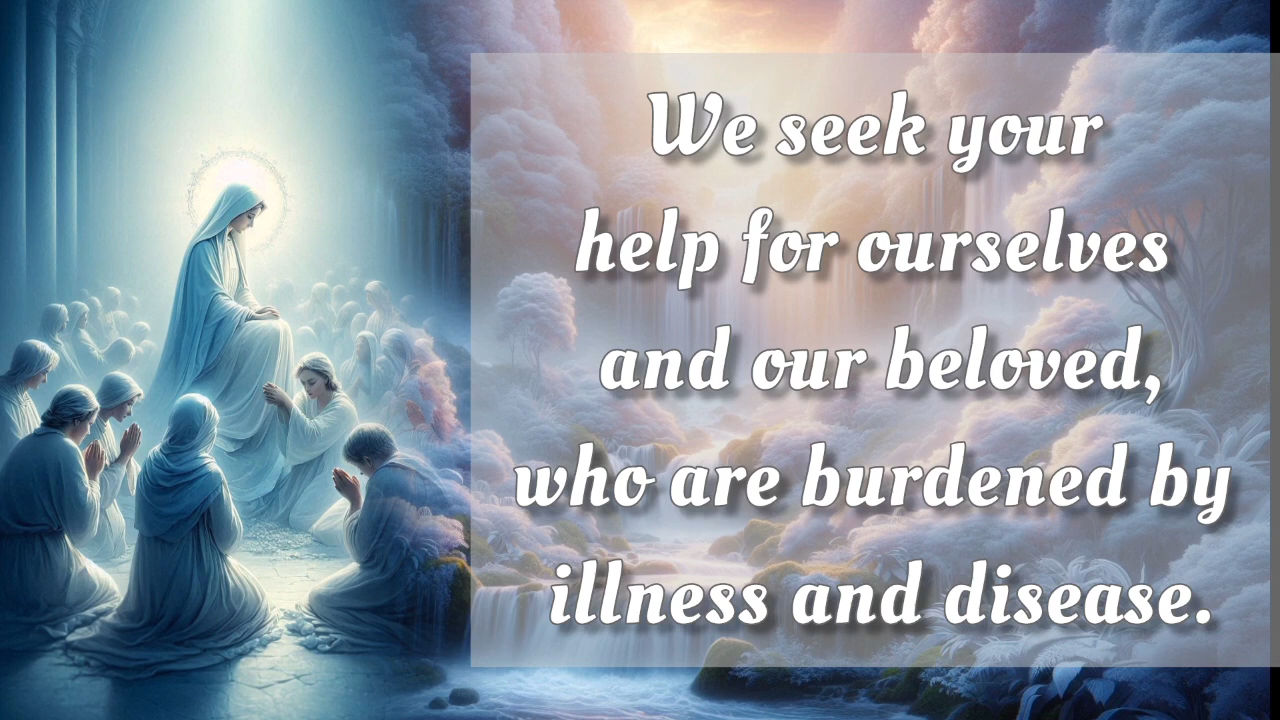 We seek your
help for ourselves
and our beloved,
who are burdened by
illness and disease.